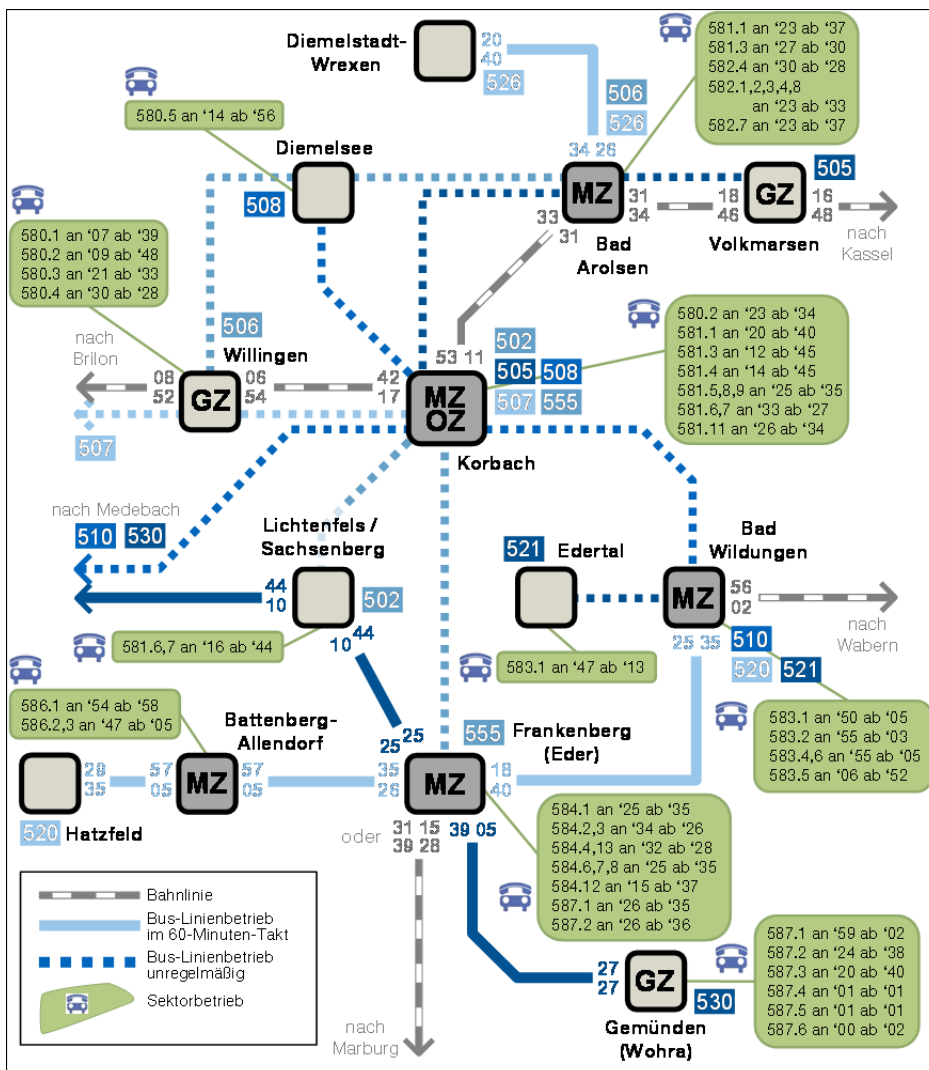 Diemelstadt-
Wrexen
20
40
526
506
526
34 26
581.1 an ‘23 ab ‘37
581.3 an ‘27 ab ‘30
582.4 an ‘30 ab ‘28
582.1,2,3,4,8
an ‘23 ab ‘33
582.7 an ‘23 ab ‘37
580.5 an ‘14 ab ‘56
Diemelsee
508
MZ
Bad
Arolsen
33
31
31
34
18
46
GZ
Volkmarsen
505
16
48
nach
Kassel
580.1 an ‘07 ab ‘39
580.2 an ‘09 ab ‘48
580.3 an ‘21 ab ‘33
580.4 an ‘30 ab ‘28
506
Willingen
nach
Brilon
08
52
GZ
06
54
507
42
17
53 11
502
505 508
507 555
MZ
OZ
Korbach
580.2 an ‘23 ab ‘34
581.1 an ‘20 ab ‘40
581.3 an ‘12 ab ‘45
581.4 an ‘14 ab ‘45
581.5,8,9 an ‘25 ab ‘35
581.6,7 an ‘33 ab ‘27
581.11 an ‘26 ab ‘34
nach Medebach
510 530
Lichtenfels /
Sachsenberg
44
10
502
10 44
581.6,7 an ‘16 ab ‘44
521 Edertal
583.1 an ‘47 ab ‘13
Bad
Wildungen
MZ
56
02
nach
Wabern
25 35
510
520 521
583.1 an ‘50 ab ‘05
583.2 an ‘55 ab ‘03
583.4,6 an ‘55 ab ‘05
583.5 an ‘06 ab ‘52
586.1 an ‘54 ab ‘58
586.2,3 an ‘47 ab ‘05
Battenberg-
Allendorf
29
35
57
05
MZ
57
05
520 Hatzfeld
25 25
555
Frankenberg
(Eder)
35
26
MZ
18
40
oder
31 15
39 28
39 05
584.1 an ‘25 ab ‘35
584.2,3 an ‘34 ab ‘26
584.4,13 an ‘32 ab ‘28
584.6,7,8 an ‘25 ab ‘35
584.12 an ‘15 ab ‘37
587.1 an ‘26 ab ‘35
587.2 an ‘26 ab ‘36
27
27
GZ
530
Gemünden
(Wohra)
587.1 an ‘59 ab ‘02
587.2 an ‘24 ab ‘38
587.3 an ‘20 ab ‘40
587.4 an ‘01 ab ‘01
587.5 an ‘01 ab ‘01
587.6 an ‘00 ab ‘02
nach
Marburg
Bahnlinie
Bus-Linienbetrieb
im 60-Minuten-Takt
Bus-Linienbetrieb
unregelmäßig
Sektorbetrieb